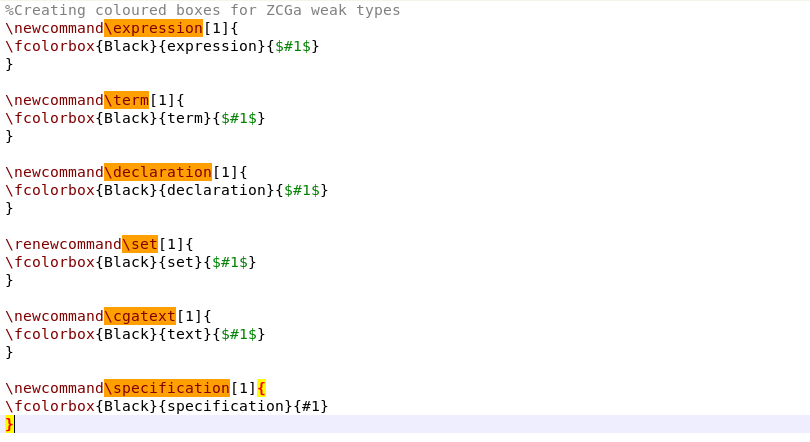 %Creating coloured boxes for ZCGa weak types
\newcommand\expression[1]{
\fcolorbox{Black}{expression}{$#1$}
}
\newcommand\term[1]{
\fcolorbox{Black}{term}{$#1$}
}
\newcommand\declaration[1]{
\fcolorbox{Black}{declaration}{$#1$}
}
\renewcommand\set[1]{
\fcolorbox{Black}{set}{$#1$}
}
\newcommand\cgatext[1]{
\fcolorbox{Black}{text}{$#1$}
}
\newcommand\specification[1]{
\fcolorbox{Black}{specification}{#1}
}